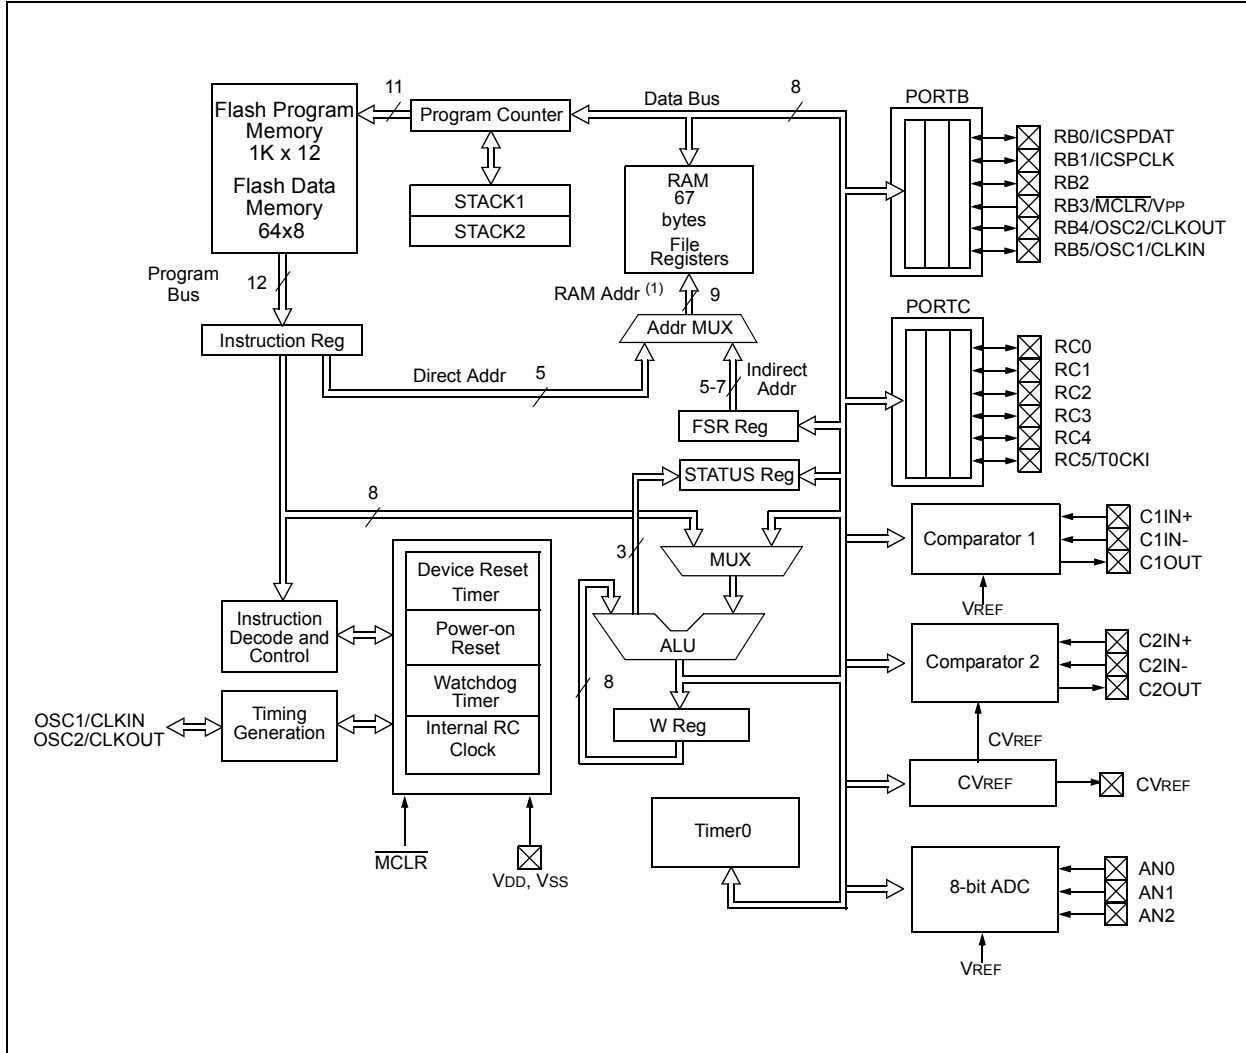 Flash Program
Memory
1K x 12
Flash Data
Memory
64x8
11
Program Counter
Data Bus
8
STACK1
STACK2
RAM
67
bytes
File
Registers
Program
Bus
12
RAM Addr (1)
9
Addr MUX
Instruction Reg
Direct Addr
5
5-7
Indirect
Addr
FSR Reg
STATUS Reg
8
3
MUX
ALU
8
W Reg
Device Reset
Timer
Power-on
Reset
Watchdog
Timer
Internal RC
Clock
Instruction
Decode and
Control
Timing
Generation
OSC1/CLKIN
OSC2/CLKOUT
MCLR
VDD, VSS
Timer0
PORTB
RB0/ICSPDAT
RB1/ICSPCLK
RB2
RB3/MCLR/VPP
RB4/OSC2/CLKOUT
RB5/OSC1/CLKIN
PORTC
RC0
RC1
RC2
RC3
RC4
RC5/T0CKI
Comparator 1
C1IN+
C1IN-
C1OUT
VREF
Comparator 2
C2IN+
C2IN-
C2OUT
CVREF
CVREF
CVREF
8-bit ADC
AN0
AN1
AN2
VREF